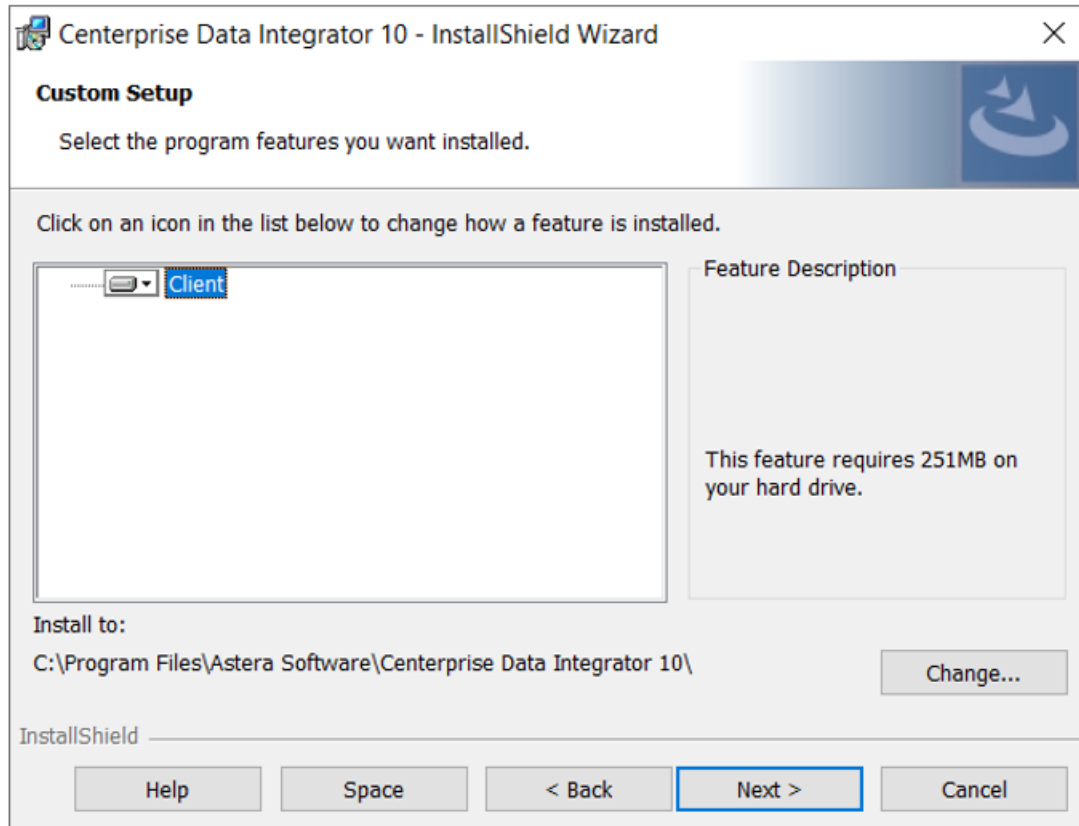 Centerprise Data Integrator 10 - InstallShield Wizard
Custom Setup
Select the program features you want installed.
Click on an icon in the list below to change how a feature is installed.
Client
Feature Description
This feature requires 251MB on
your hard drive.
Install to:
C:\Program Files\Astera Software\Centerprise Data Integrator 10\
Change...
InstallShield
Help
Space
< Back
Next >
Cancel